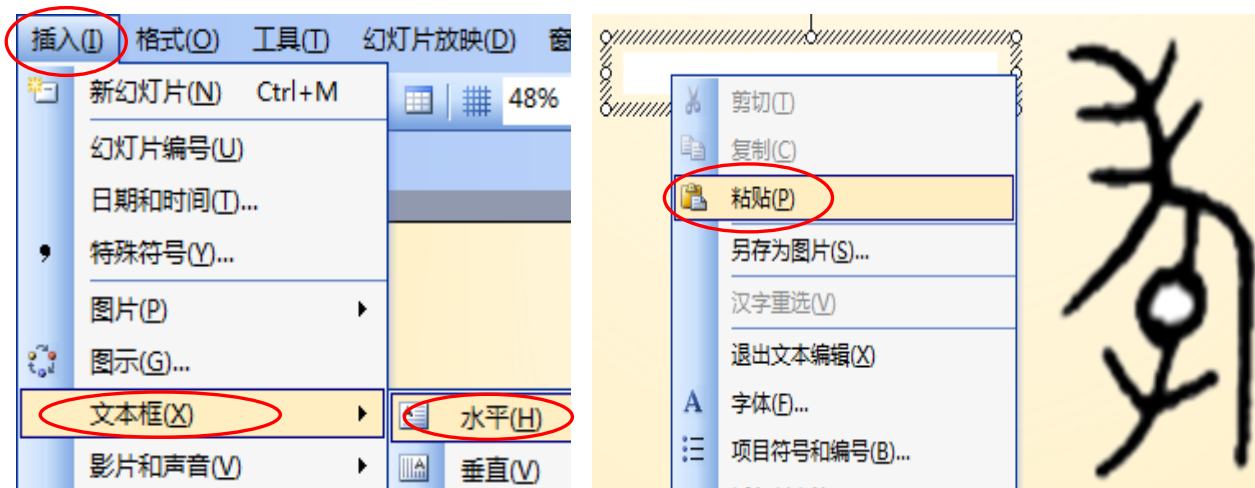 插入(I) 格式(O) 工具(T) 幻灯片放映(D)
新幻灯片(N) Ctrl+M
48%
幻灯片编号(U)
日期和时间(T)...
特殊符号(Y)...
图片(P)
图示(G)...
文本框(X)
水平(H)
影片和声音(V)
垂直(V)
剪切(T)
复制(C)
粘贴(P)
另存为图片(S)...
汉字重选(V)
退出文本编辑(X)
字体(F)...
项目符号和编号(B)...